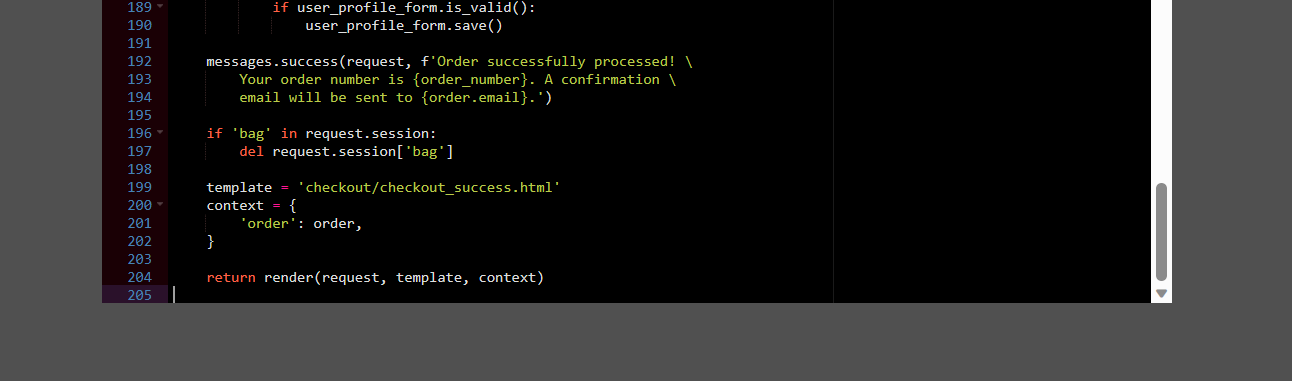 189 if user_profile_form.is_valid():
190 user_profile_form.save()
191
192 messages.success(request, f'Order successfully processed! \
193 Your order number is {order_number}. A confirmation \
194 email will be sent to {order.email}.')
195
196 if 'bag' in request.session:
197 del request.session['bag']
198
199 template = 'checkout/checkout_success.html'
200 context = {
201 'order': order,
202 }
203
204 return render(request, template, context)
205